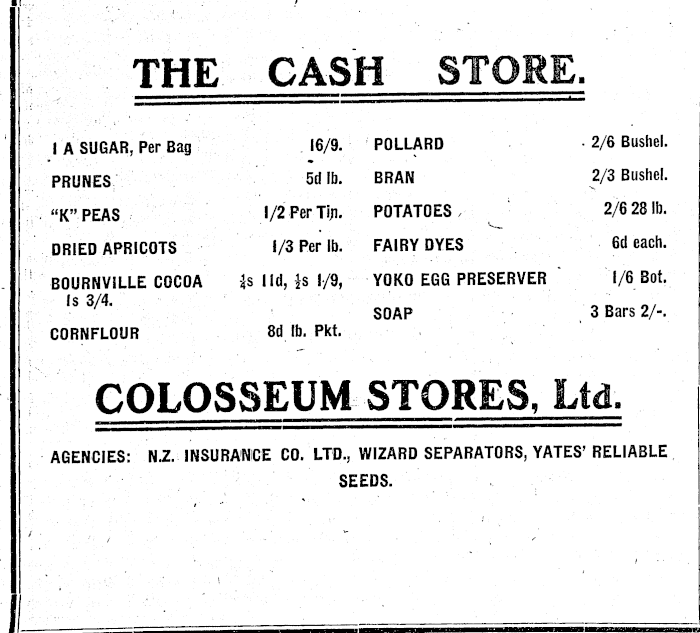 THE CASH STORE.
1 A SUGAR, Per Bag 16/9.
PRUNES 5d lb.
"K" PEAS 1/2 Per Tin.
DRIED APRICOTS 1/3 Per lb.
BOURNVILLE COCOA ¼s 11d, ½s 1/9,
1s 3/4.
CORNFLOUR 8d lb. Pkt.
POLLARD 2/6 Bushel.
BRAN 2/3 Bushel.
POTATOES 2/6 28 lb.
FAIRY DYES 6d each.
YOKO EGG PRESERVER 1/6 Bot.
SOAP 3 Bars 2/-.
COLOSSEUM STORES, Ltd.
AGENCIES: N.Z. INSURANCE CO. LTD., WIZARD SEPARATORS, YATES' RELIABLE
SEEDS.